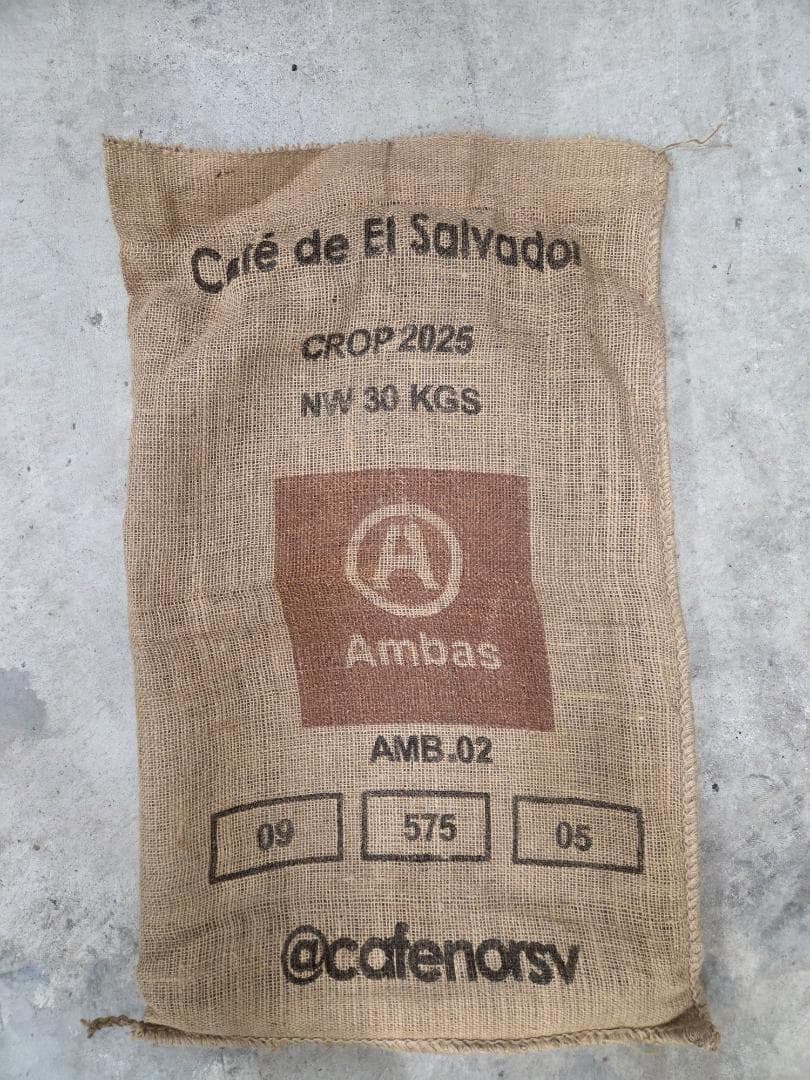 Café de El Salvador
CROP 2025
NW 30 KGS
A
Ambas
AMB.02
09 575 05
@cafenorsv